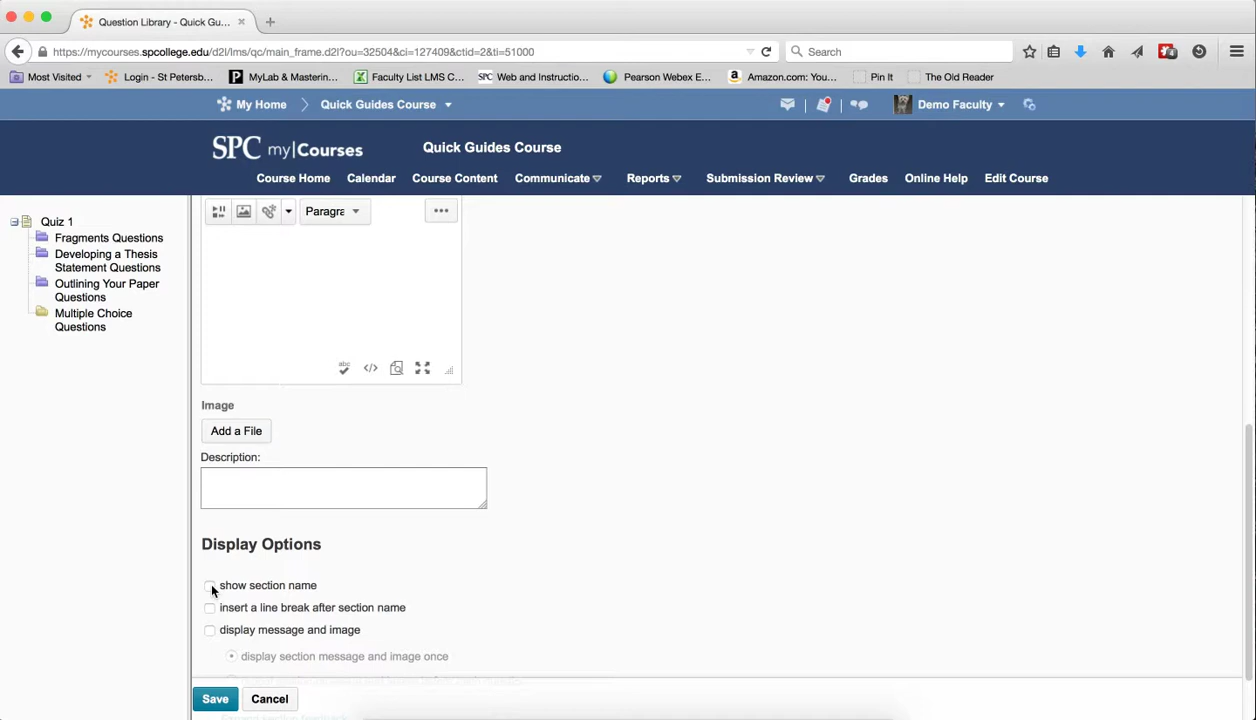 Question Library - Quick Gu...
https://mycourses.spcollege.edu/d2l/lms/qc/main_frame.d2l?ou=32504&ci=127409&ctid=2&ti=51000
Search
Most Visited
Login - St Petersb...
MyLab & Masterin...
Faculty List LMS C...
SPC Web and Instructio...
Pearson Webex E...
Amazon.com: You...
Pin It
The Old Reader
My Home
Quick Guides Course
Demo Faculty
SPC my|Courses
Quick Guides Course
Course Home
Calendar
Course Content
Communicate
Reports
Submission Review
Grades
Online Help
Edit Course
Quiz 1
Fragments Questions
Developing a Thesis
Statement Questions
Outlining Your Paper
Questions
Multiple Choice
Questions
Paragra
abc
Image
Add a File
Description:
Display Options
show section name
insert a line break after section name
display message and image
display section message and image once
Save
Cancel